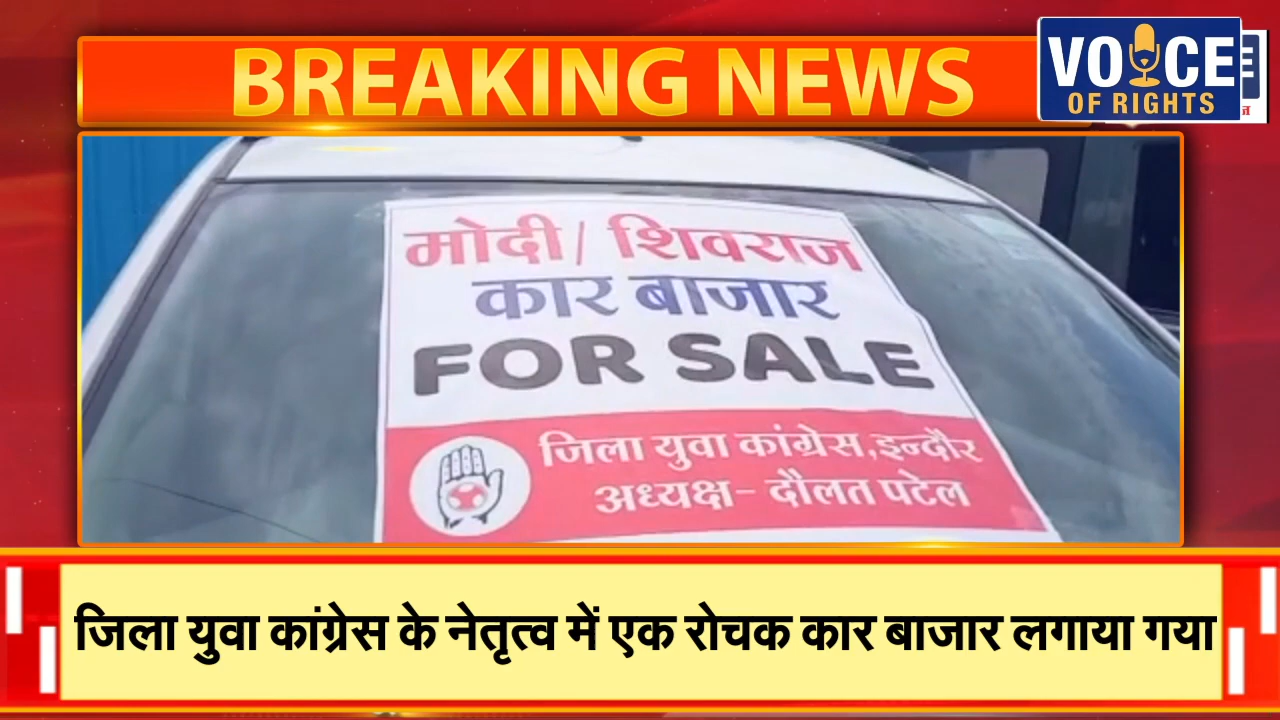 BREAKING NEWS
VOICE
OF RIGHTS
मोदी/ शिवराज
कार बाजार
FOR SALE
जिला युवा कांग्रेस,इन्दौर
अध्यक्ष- दौलत पटेल
जिला युवा कांग्रेस के नेतृत्व में एक रोचक कार बाजार लगाया गया